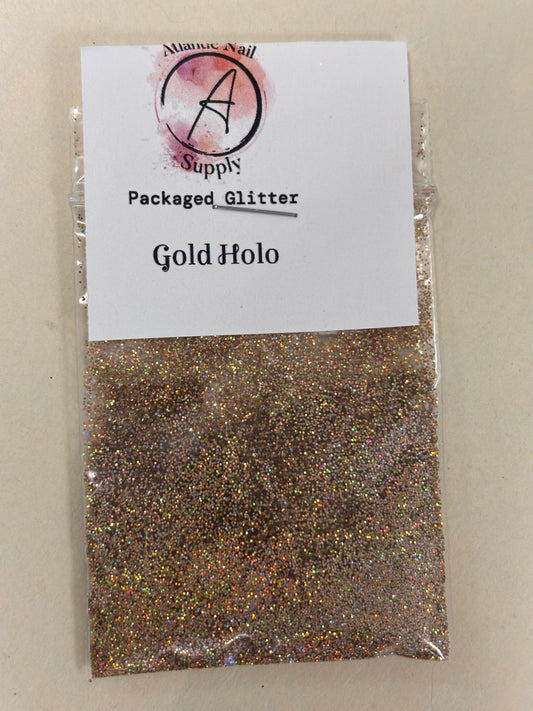 Atlantic Nail
A
Supply
Packaged Glitter
Gold Holo